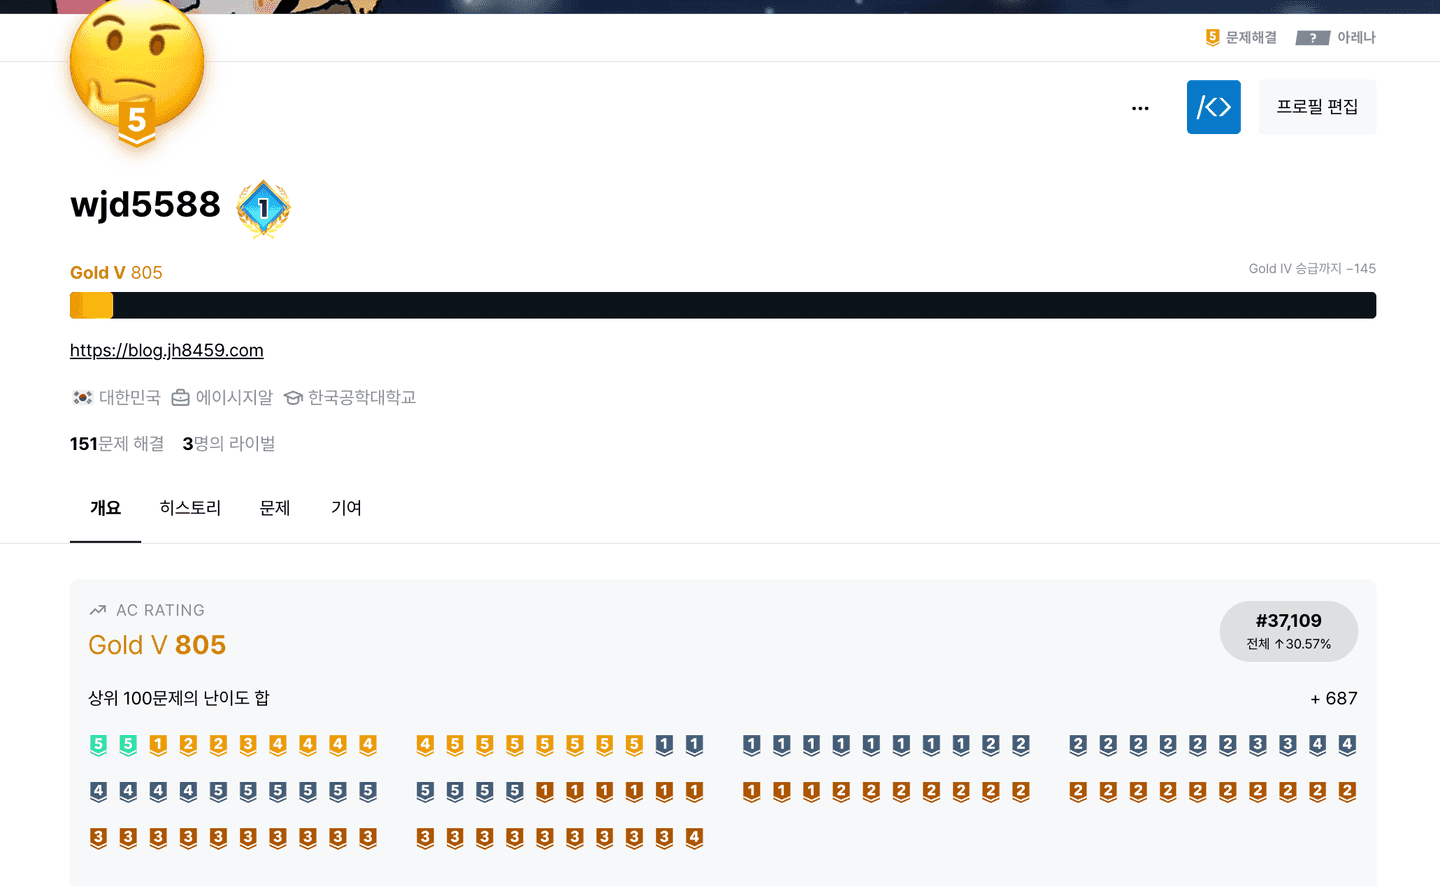 5 문제해결 ? 아레나
5
/<> 프로필 편집
wjd5588 1
Gold V 805
Gold IV 승급까지 −145
https://blog.jh8459.com
대한민국 에이시지알 한국공학대학교
151문제 해결 3명의 라이벌
개요 히스토리 문제 기여
AC RATING
Gold V 805
#37,109
전체 ↑30.57%
상위 100문제의 난이도 합
+ 687
5 5 1 2 2 3 4 4 4 4 4 5 5 5 5 5 5 5 1 1 1 1 1 1 1 1 1 1 2 2 2 2 2 2 2 2 3 3 4 4
4 4 4 4 5 5 5 5 5 5 5 5 5 5 1 1 1 1 1 1 1 1 1 2 2 2 2 2 2 2 2 2 2 2 2 2 2 2 2 2
3 3 3 3 3 3 3 3 3 3 3 3 3 3 3 3 3 3 3 4